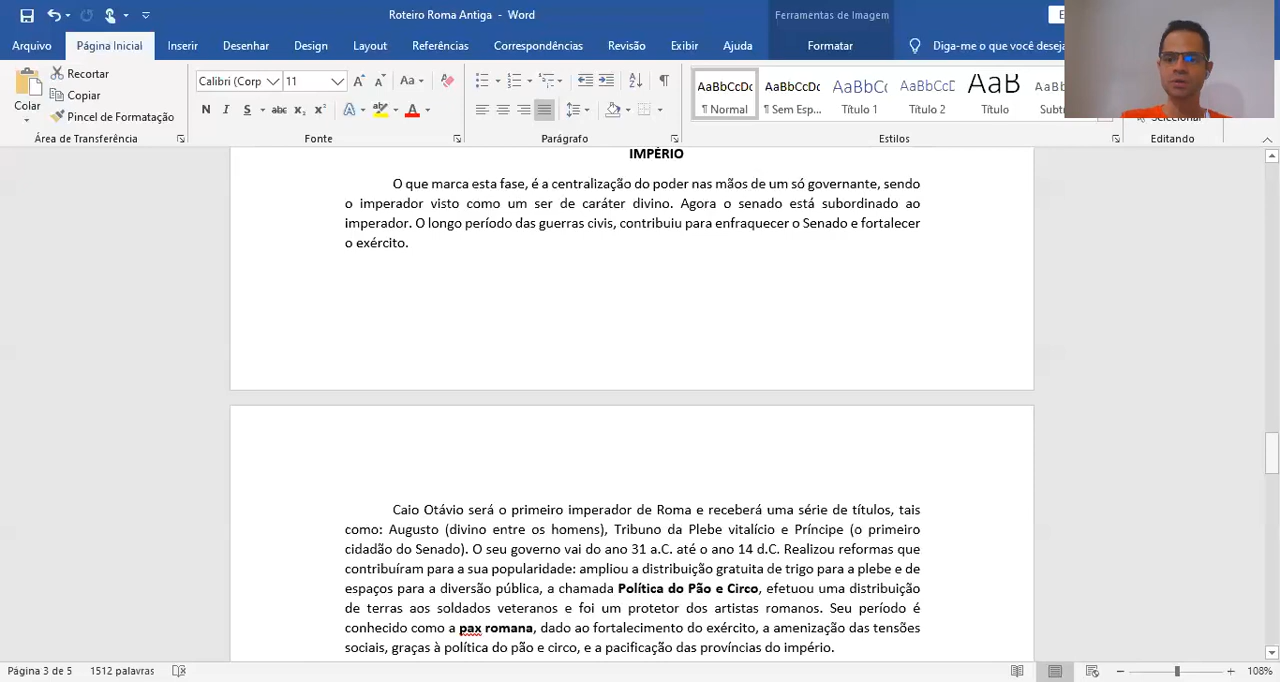 Roteiro Roma Antiga - Word
Ferramentas de Imagem
Arquivo
Página Inicial
Inserir
Desenhar
Design
Layout
Referências
Correspondências
Revisão
Exibir
Ajuda
Formatar
Diga-me o que você deseja
Colar
Recortar
Copiar
Pincel de Formatação
Calibri (Corp
11
Aa
N
I
S
abc
x₂
x²
A
A
AaBbCcDc
AaBbCcDc
AaBbCc
AaBbCcD
AaB
AaBbC
¶ Normal
¶ Sem Esp...
Título 1
Título 2
Título
Subt
Área de Transferência
Fonte
Parágrafo
Estilos
Editando
IMPÉRIO
O que marca esta fase, é a centralização do poder nas mãos de um só governante, sendo
o imperador visto como um ser de caráter divino. Agora o senado está subordinado ao
imperador. O longo período das guerras civis, contribuiu para enfraquecer o Senado e fortalecer
o exército.
Caio Otávio será o primeiro imperador de Roma e receberá uma série de títulos, tais
como: Augusto (divino entre os homens), Tribuno da Plebe vitalício e Príncipe (o primeiro
cidadão do Senado). O seu governo vai do ano 31 a.C. até o ano 14 d.C. Realizou reformas que
contribuíram para a sua popularidade: ampliou a distribuição gratuita de trigo para a plebe e de
espaços para a diversão pública, a chamada Política do Pão e Circo, efetuou uma distribuição
de terras aos soldados veteranos e foi um protetor dos artistas romanos. Seu período é
conhecido como a pax romana, dado ao fortalecimento do exército, a amenização das tensões
sociais, graças à política do pão e circo, e a pacificação das províncias do império.
Página 3 de 5
1512 palavras
108%